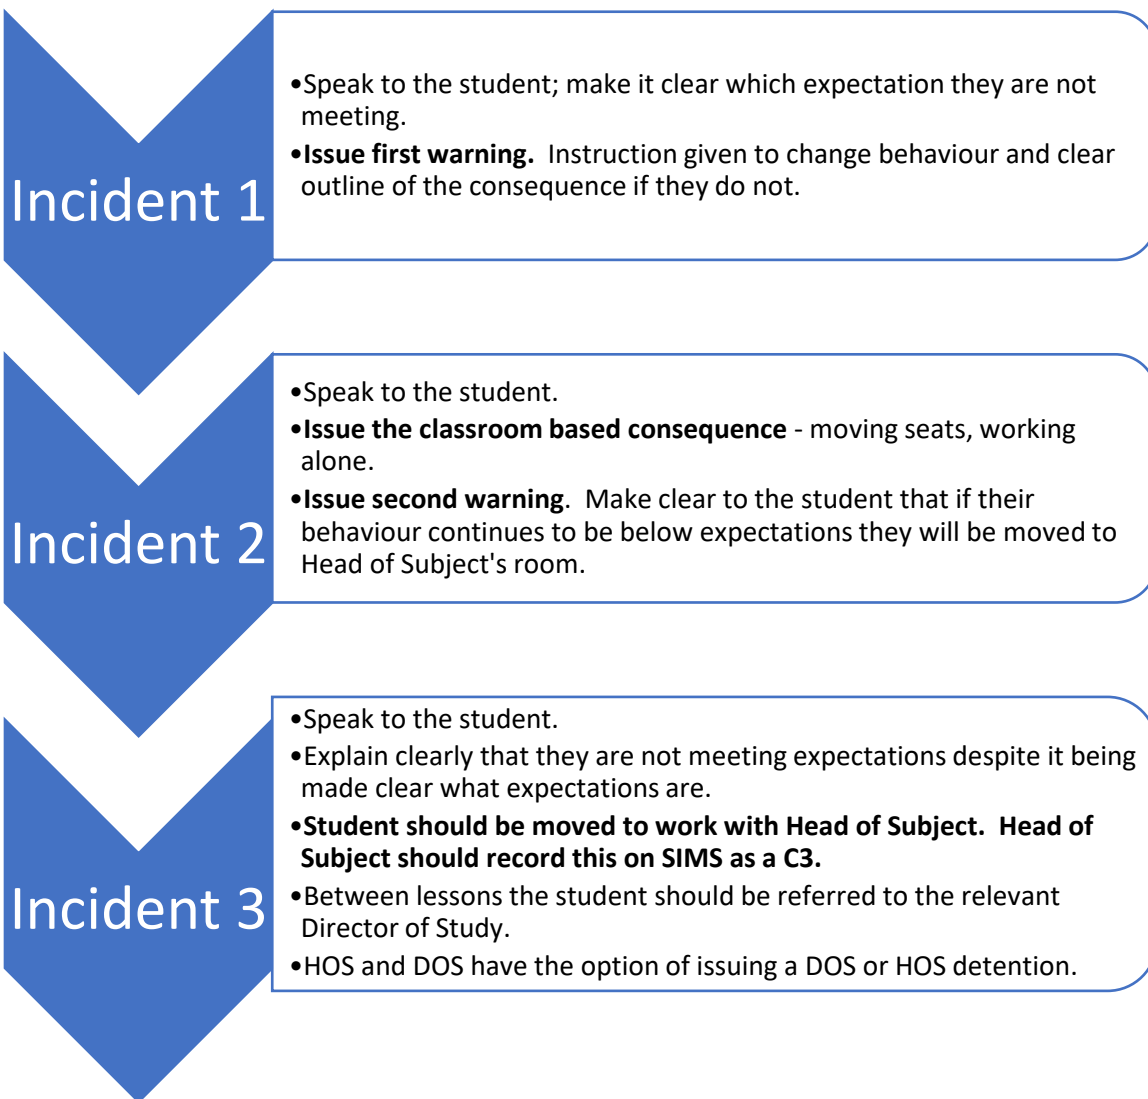 Incident 1
•Speak to the student; make it clear which expectation they are not
meeting.
•Issue first warning.  Instruction given to change behaviour and clear
outline of the consequence if they do not.
Incident 2
•Speak to the student.
•Issue the classroom based consequence - moving seats, working
alone.
•Issue second warning.  Make clear to the student that if their
behaviour continues to be below expectations they will be moved to
Head of Subject's room.
Incident 3
•Speak to the student.
•Explain clearly that they are not meeting expectations despite it being
made clear what expectations are.
•Student should be moved to work with Head of Subject.  Head of
Subject should record this on SIMS as a C3.
•Between lessons the student should be referred to the relevant
Director of Study.
•HOS and DOS have the option of issuing a DOS or HOS detention.